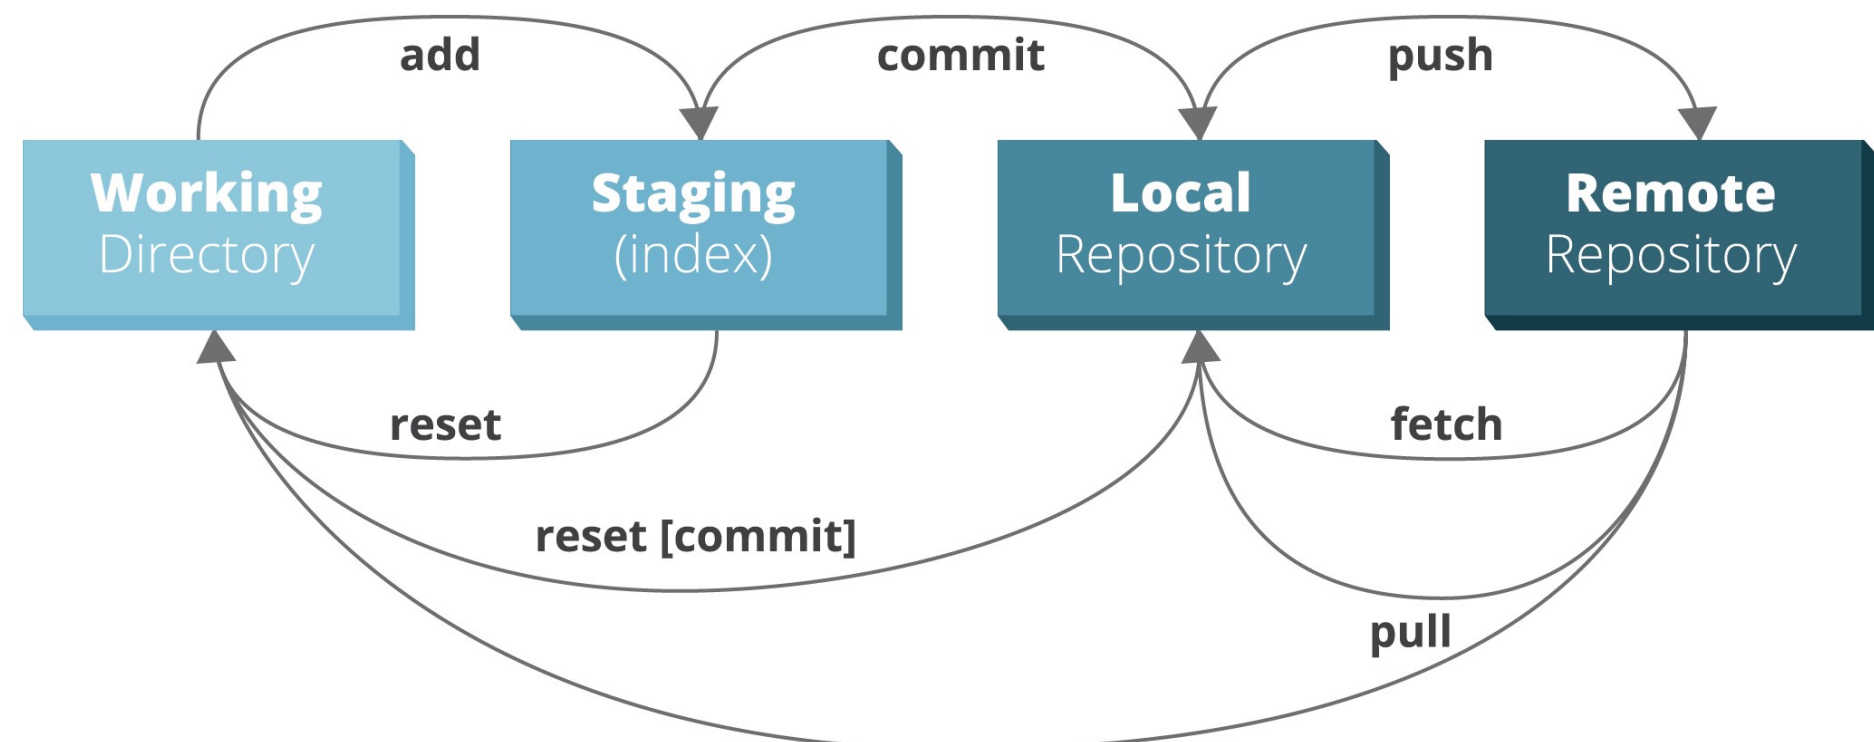 add
commit
push
Working
Directory
Staging
(index)
Local
Repository
Remote
Repository
reset
fetch
reset [commit]
pull